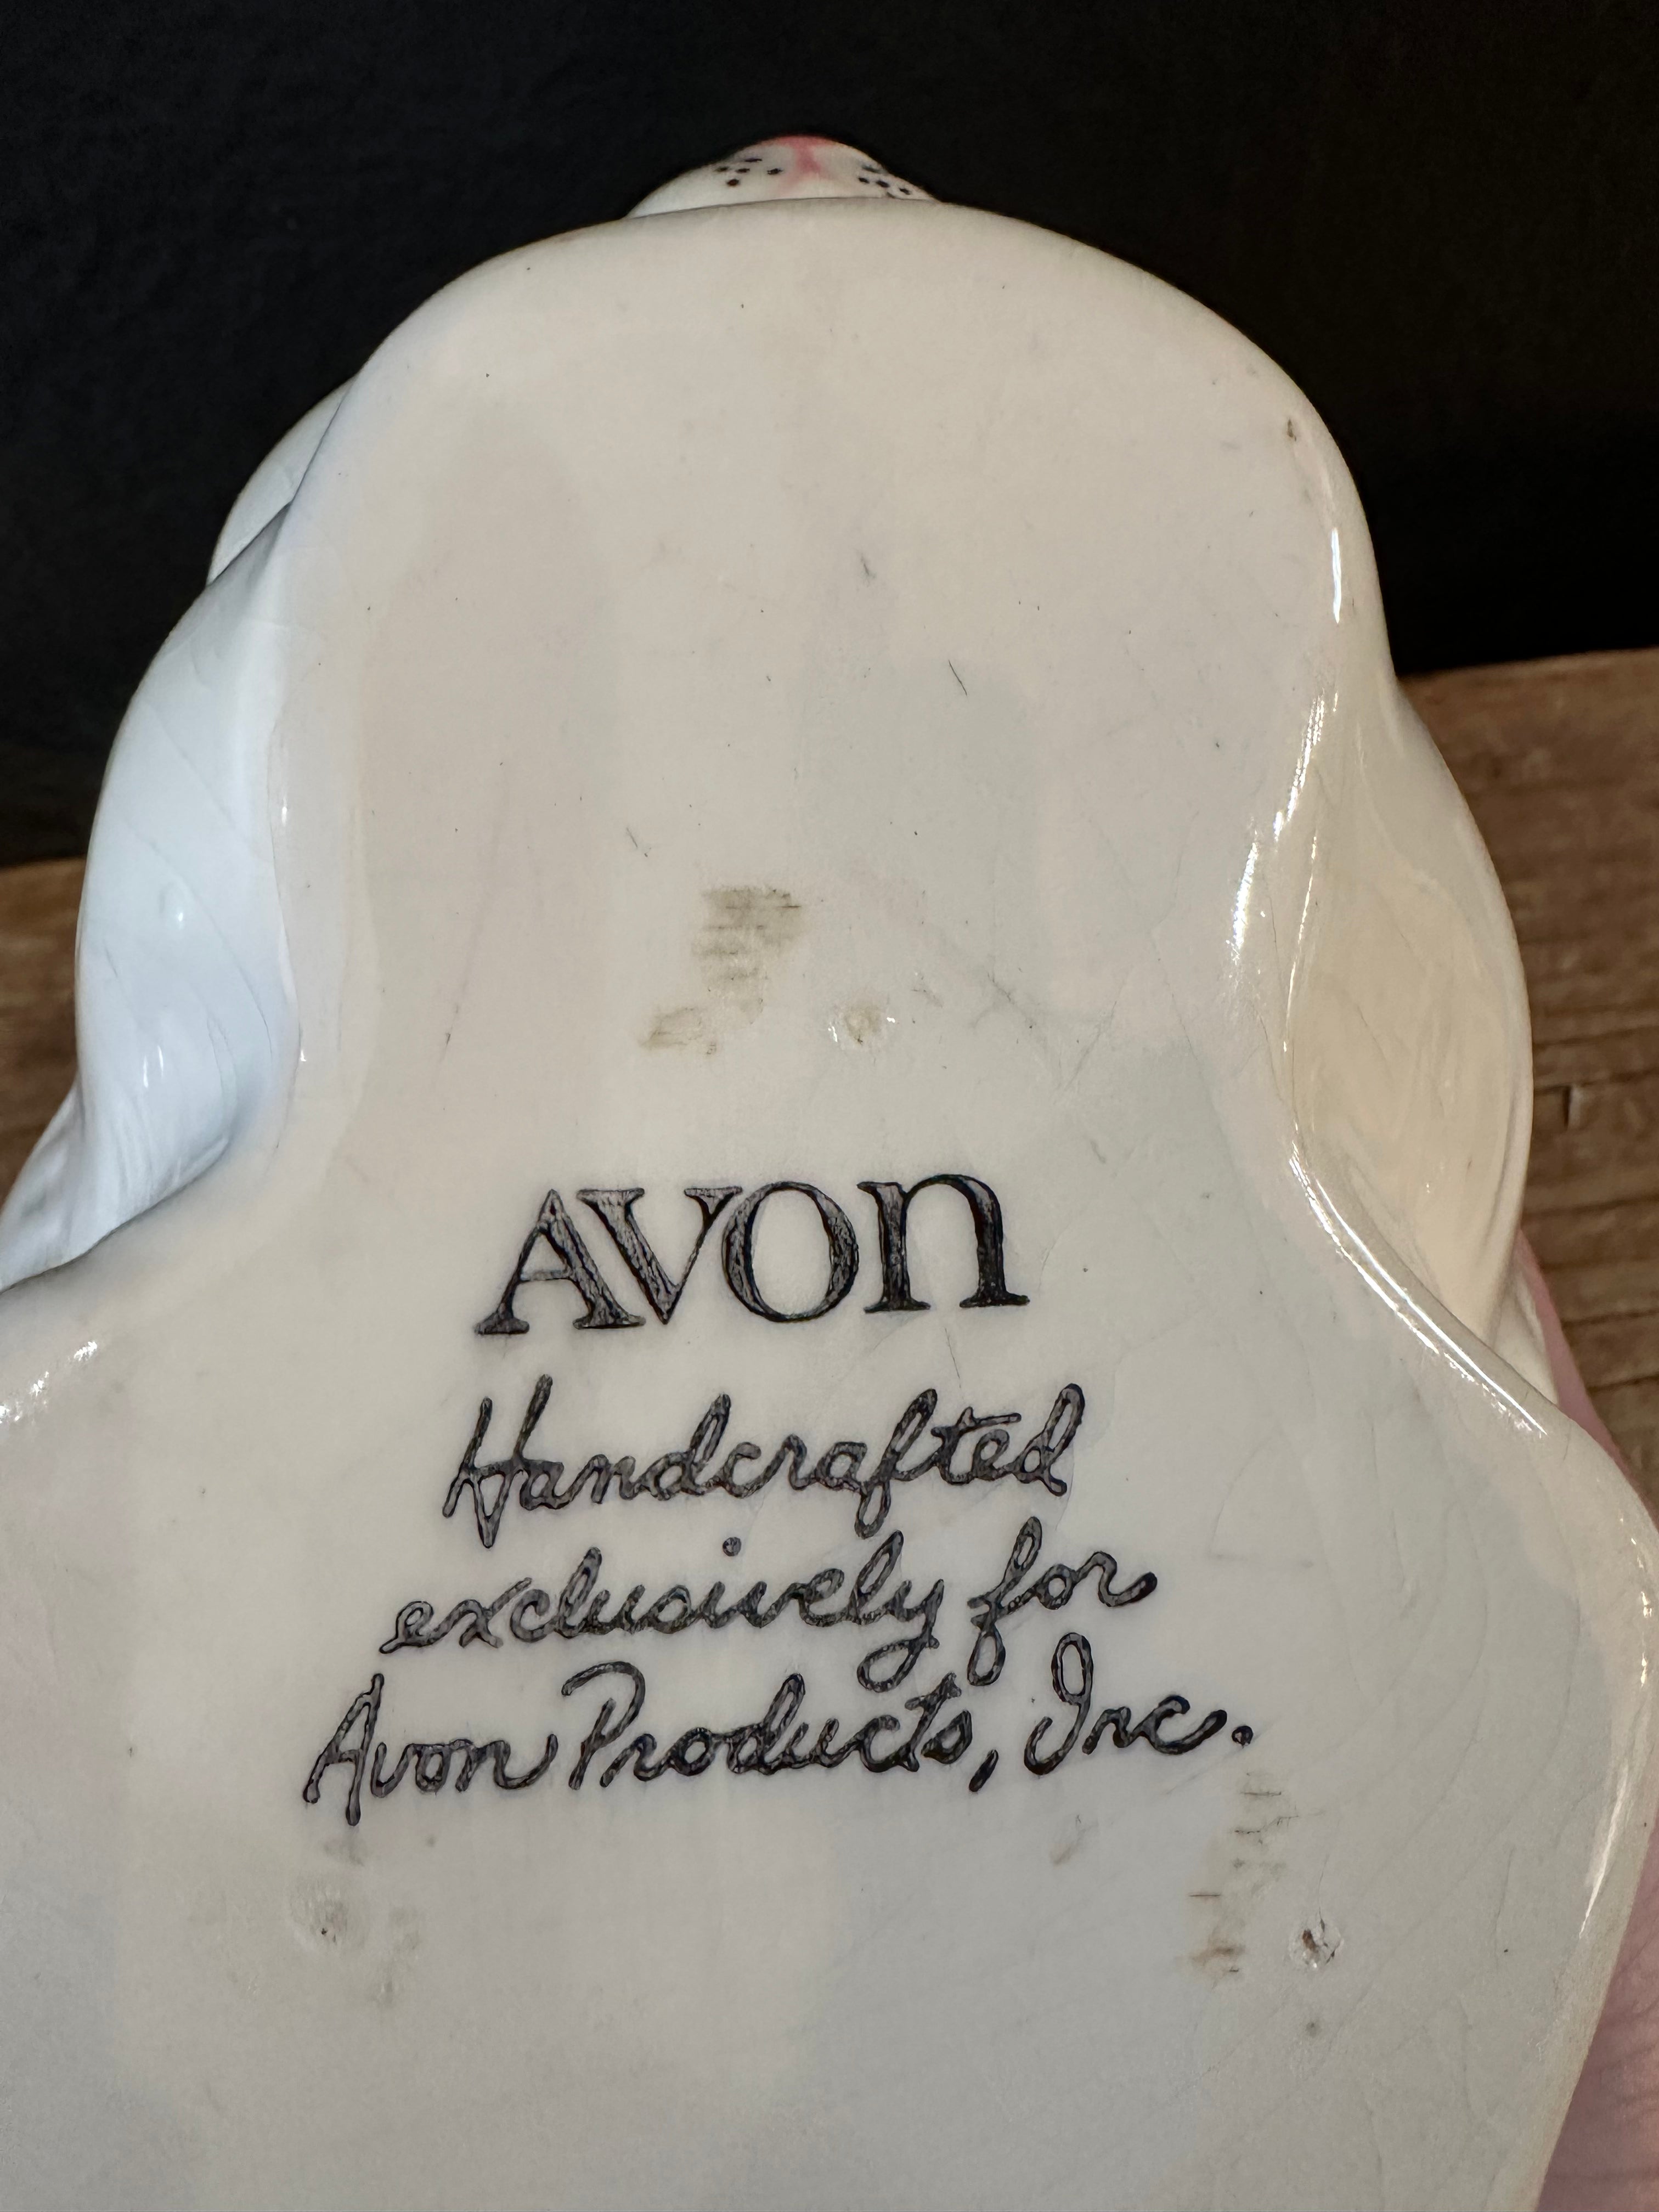 AVON
Handcrafted
exclusively for
Avon Products, Inc.